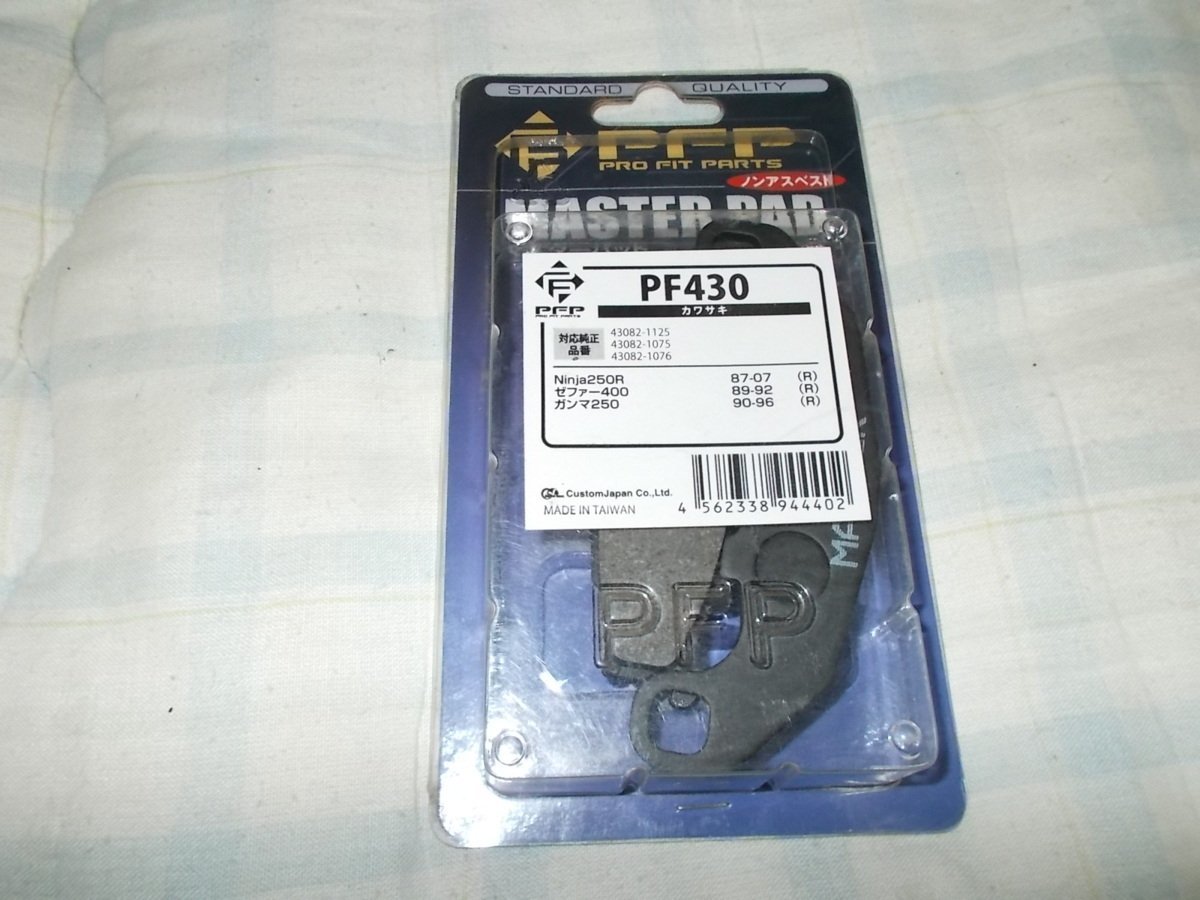 STANDARD QUALITY
PFP
PRO FIT PARTS
ノンアスベスト
MASTER PAD
PF430
PFP
PRO FIT PARTS
カワサキ
対応純正
品番
43082-1125
43082-1075
43082-1076
Ninja250R 87-07 (R)
ゼファー400 89-92 (R)
ガンマ250 90-96 (R)
CustomJapan Co.,Ltd.
MADE IN TAIWAN
4 562338 944402
PFP